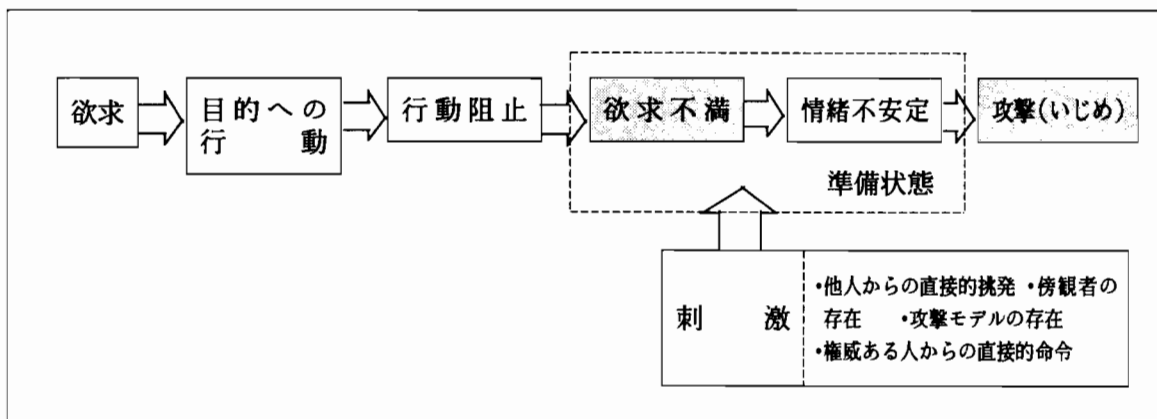 欲求
目的への
行動
行動阻止
欲求不満
情緒不安定
攻撃(いじめ)
準備状態
刺激
・他人からの直接的挑発 ・傍観者の
存在 ・攻撃モデルの存在
・権威ある人からの直接的命令